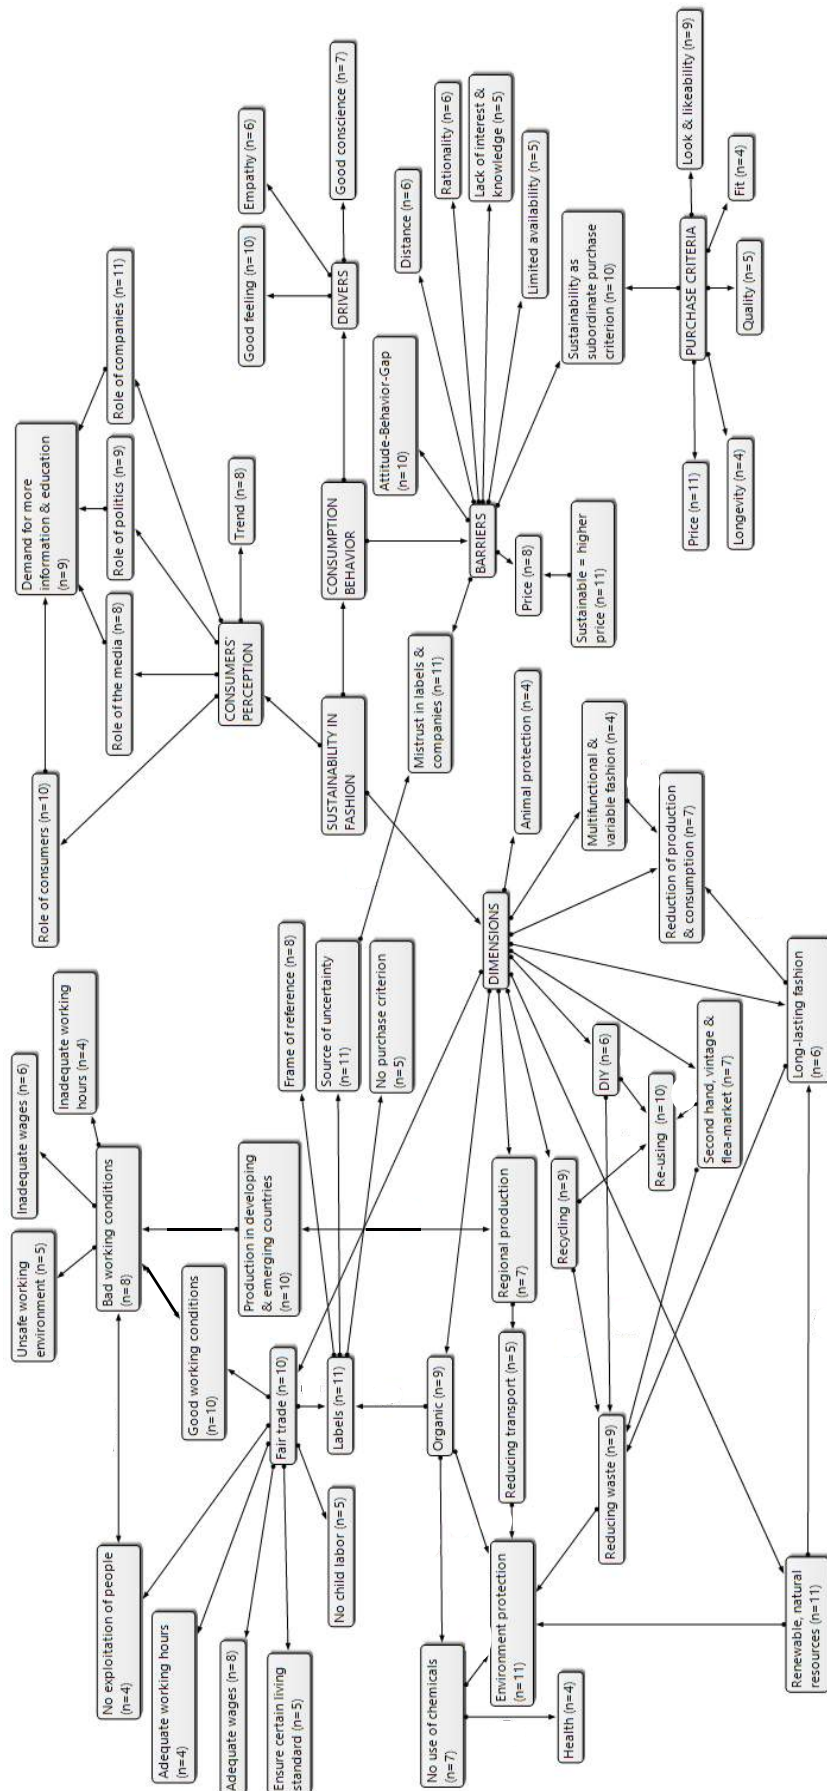 Unsafe working
environment (n=5)
Inadequate wages (n=6)
Inadequate working
hours (n=4)
Role of consumers (n=10)
Demand for more
information & education
(n=9)
Role of the media (n=8)
Role of politics (n=9)
Role of companies (n=11)
No exploitation of people
(n=4)
Bad working conditions
(n=8)
Adequate working hours
(n=4)
Good working conditions
(n=10)
Production in developing
& emerging countries
(n=10)
CONSUMERS'
PERCEPTION
Trend (n=8)
Good feeling (n=10)
Empathy (n=6)
Adequate wages (n=8)
Ensure certain living
standard (n=5)
Fair trade (n=10)
Frame of reference (n=8)
No child labor (n=5)
Labels (n=11)
Source of uncertainty
(n=11)
SUSTAINABILITY IN
FASHION
CONSUMPTION
BEHAVIOR
DRIVERS
Good conscience (n=7)
No purchase criterion
(n=5)
Mistrust in labels &
companies (n=11)
Attitude-Behavior-Gap
(n=10)
Distance (n=6)
No use of chemicals
(n=7)
Organic (n=9)
Rationality (n=6)
Environment protection
(n=11)
Reducing transport (n=5)
Regional production
(n=7)
DIMENSIONS
BARRIERS
Lack of interest &
knowledge (n=5)
Animal protection (n=4)
Price (n=8)
Limited availability (n=5)
Health (n=4)
Recycling (n=9)
Sustainable = higher
price (n=11)
Sustainability as
subordinate purchase
criterion (n=10)
Reducing waste (n=9)
DIY (n=6)
Multifunctional &
variable fashion (n=4)
Re-using (n=10)
Reduction of production
& consumption (n=7)
Second hand, vintage &
flea-market (n=7)
PURCHASE CRITERIA
Look & likeability (n=9)
Price (n=11)
Fit (n=4)
Longevity (n=4)
Quality (n=5)
Renewable, natural
resources (n=11)
Long-lasting fashion
(n=6)